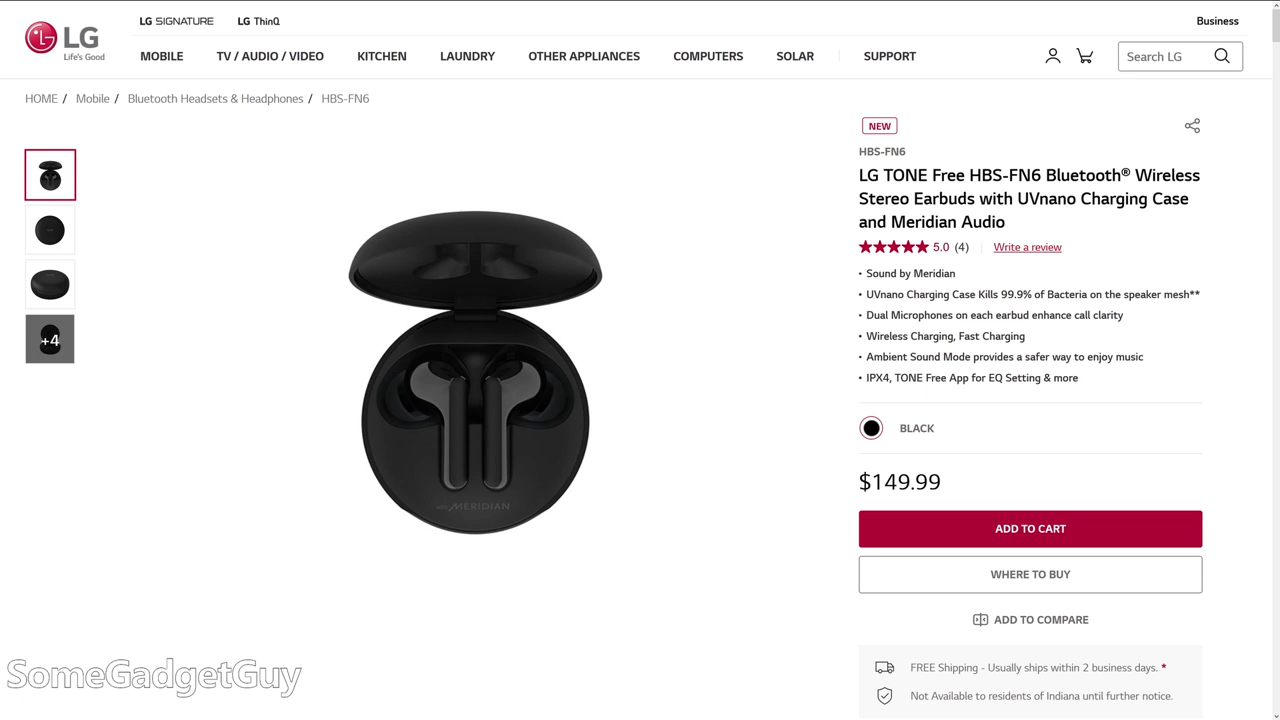 LG SIGNATURE LG ThinQ Business
LG
Life's Good
MOBILE TV / AUDIO / VIDEO KITCHEN LAUNDRY OTHER APPLIANCES COMPUTERS SOLAR SUPPORT Search LG
HOME / Mobile / Bluetooth Headsets & Headphones / HBS-FN6
NEW
HBS-FN6
LG TONE Free HBS-FN6 Bluetooth® Wireless
Stereo Earbuds with UVnano Charging Case
and Meridian Audio
5.0 (4) Write a review
• Sound by Meridian
• UVnano Charging Case Kills 99.9% of Bacteria on the speaker mesh**
• Dual Microphones on each earbud enhance call clarity
• Wireless Charging, Fast Charging
• Ambient Sound Mode provides a safer way to enjoy music
• IPX4, TONE Free App for EQ Setting & more
+4
BLACK
$149.99
MERIDIAN
ADD TO CART
WHERE TO BUY
ADD TO COMPARE
FREE Shipping - Usually ships within 2 business days. *
Not Available to residents of Indiana until further notice.
SomeGadgetGuy